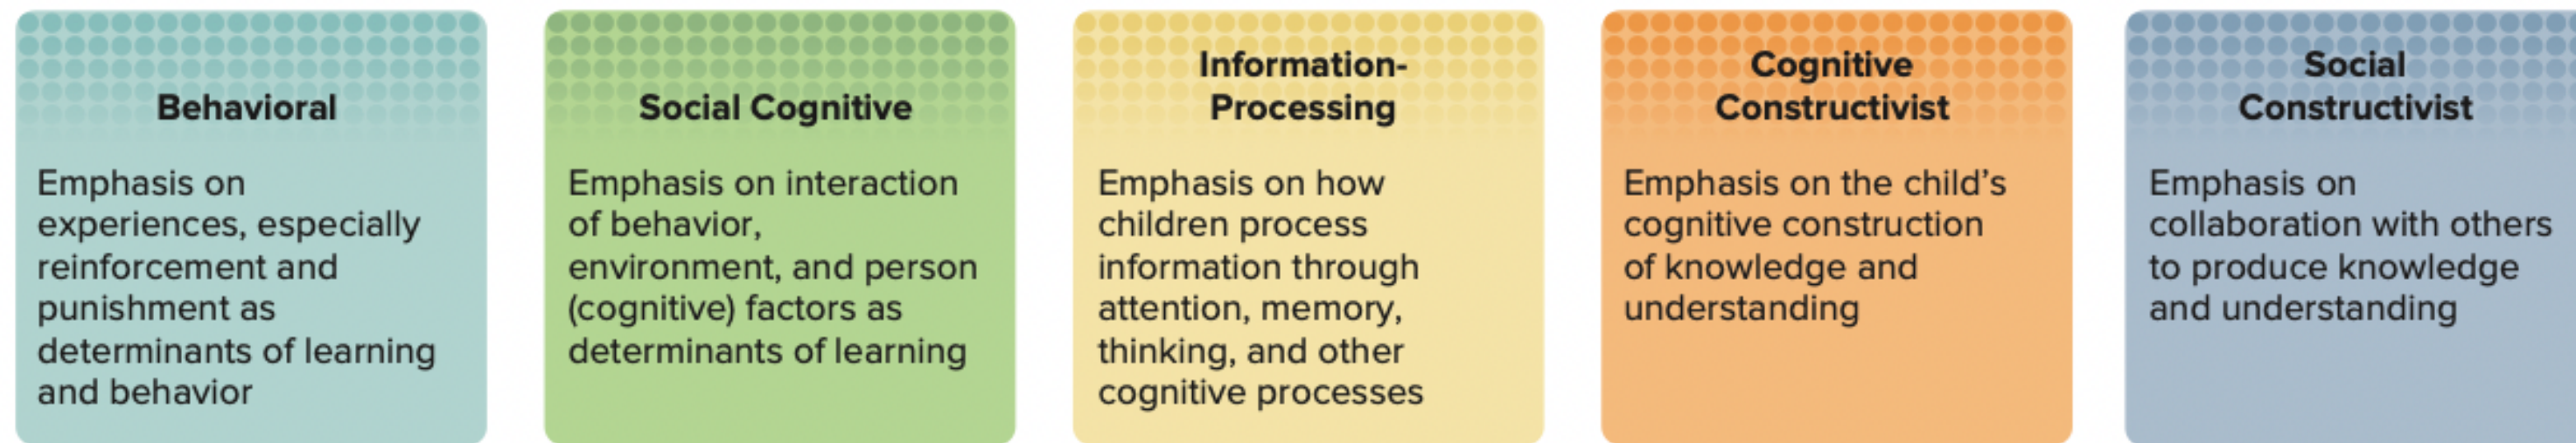 Behavioral
Emphasis on
experiences, especially
reinforcement and
punishment as
determinants of learning
and behavior
Social Cognitive
Emphasis on interaction
of behavior,
environment, and person
(cognitive) factors as
determinants of learning
Information-
Processing
Emphasis on how
children process
information through
attention, memory,
thinking, and other
cognitive processes
Cognitive
Constructivist
Emphasis on the child’s
cognitive construction
of knowledge and
understanding
Social
Constructivist
Emphasis on
collaboration with others
to produce knowledge
and understanding